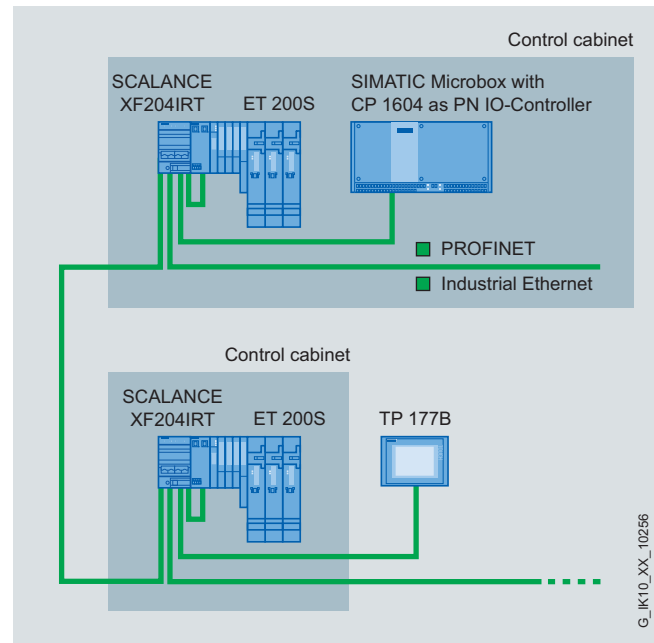 Control cabinet
SCALANCE
XF204IRT
ET 200S
SIMATIC Microbox with
CP 1604 as PN IO-Controller
PROFINET
Industrial Ethernet
Control cabinet
SCALANCE
XF204IRT
ET 200S
TP 177B
G_IK10_XX_10256